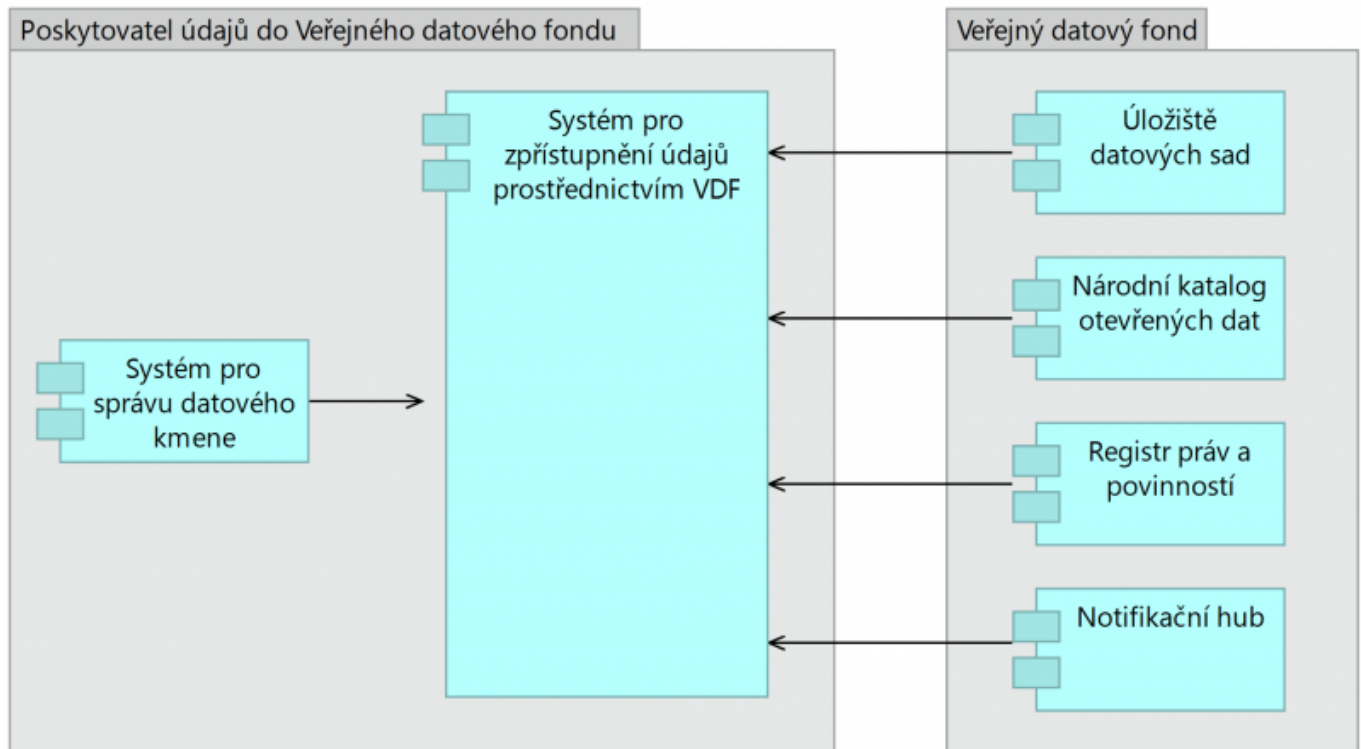 Poskytovatel údajů do Veřejného datového fondu
Systém pro
zpřístupnění údajů
prostřednictvím VDF
Systém pro
správu datového
kmene
Veřejný datový fond
Úložiště
datových sad
Národní katalog
otevřených dat
Registr práv a
povinností
Notifikační hub